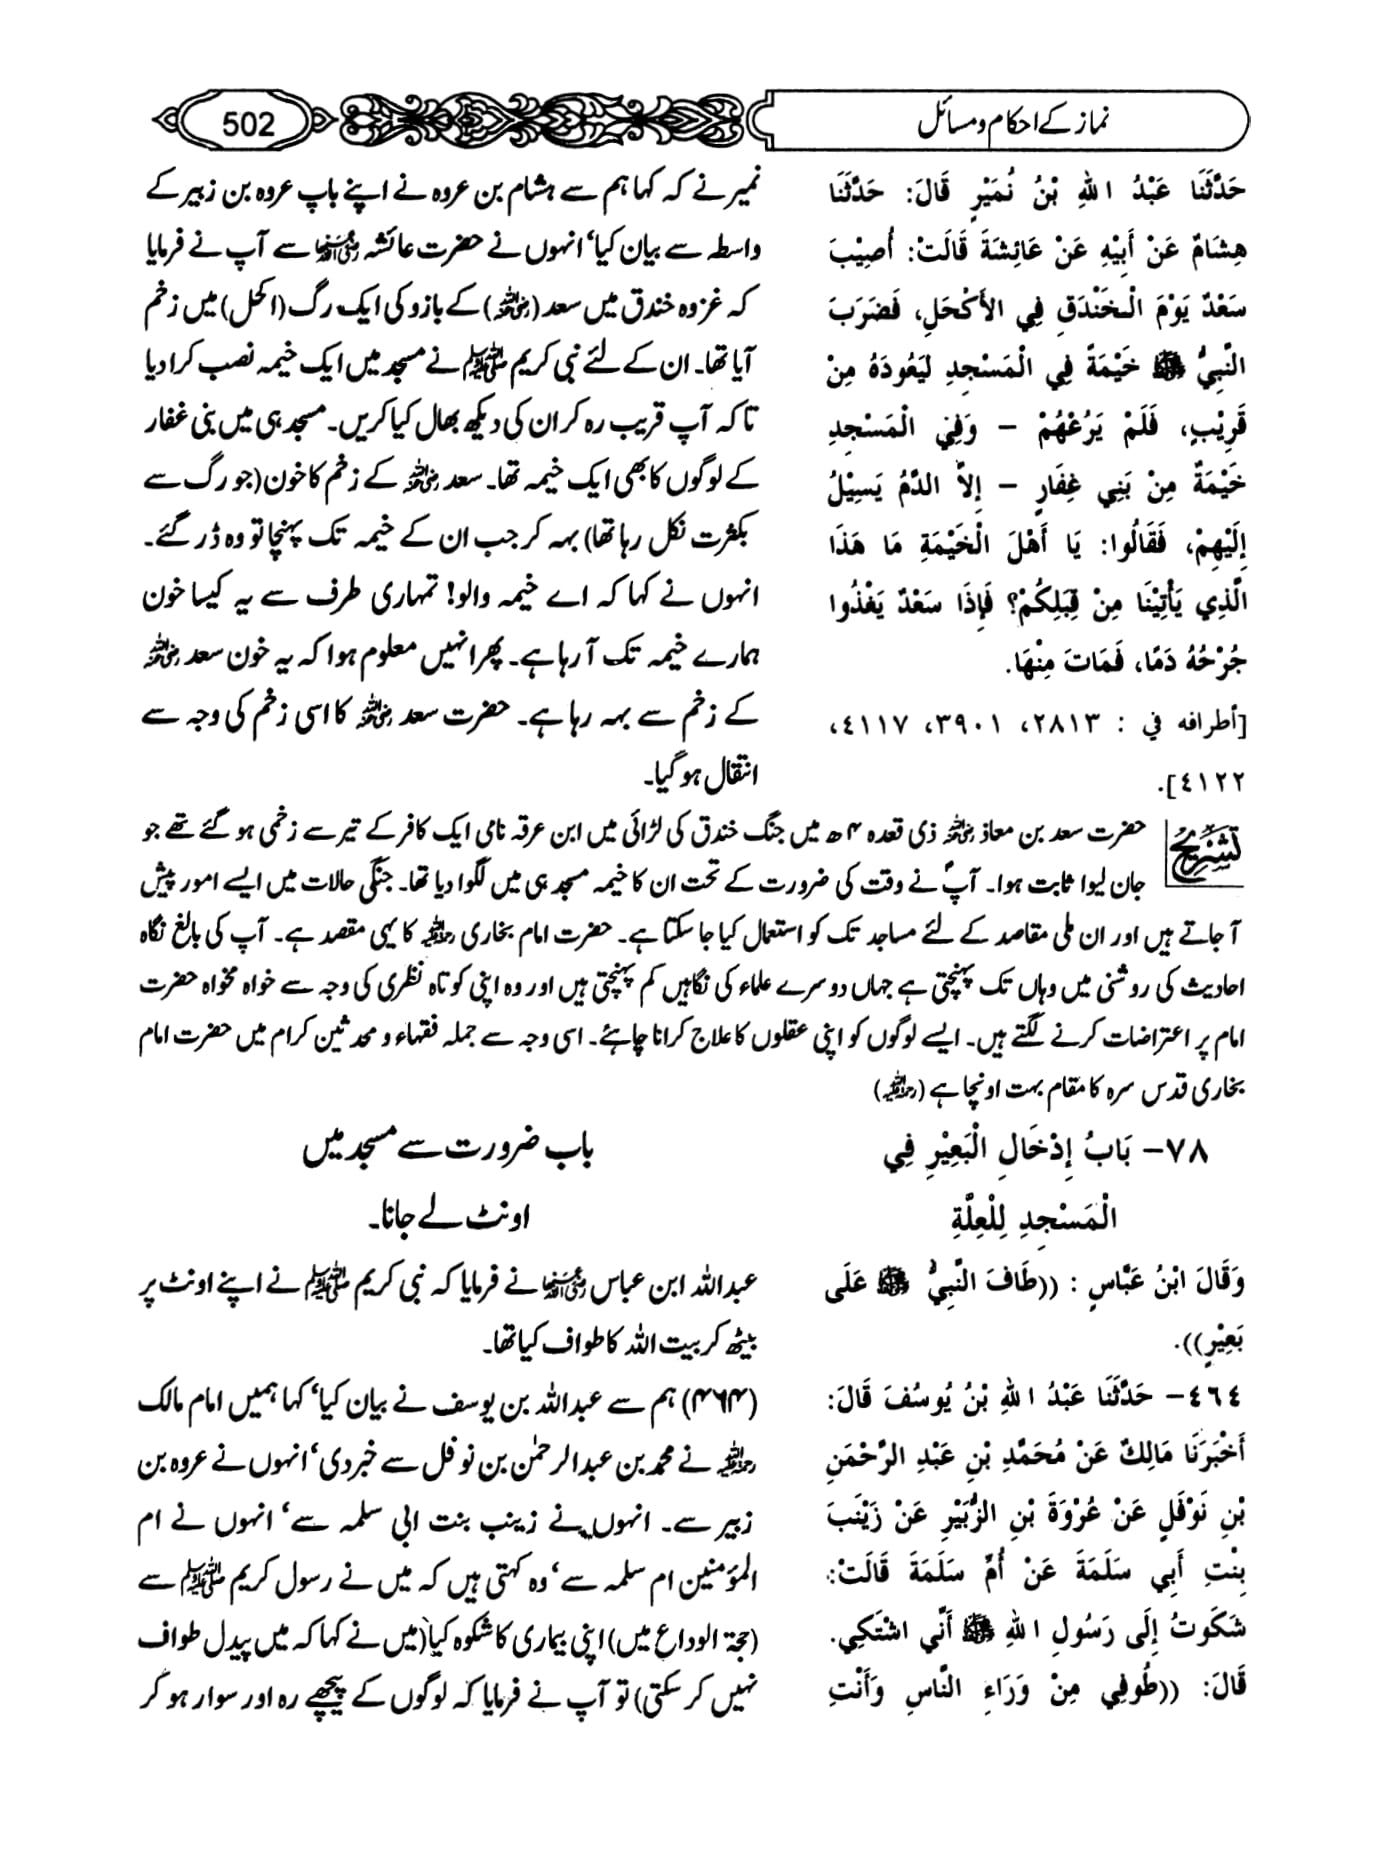 502
نماز کے احکام و مسائل
حَدَّثَنَا عَبْدُ اللهِ بْنُ نُمَيْرٍ قَالَ: حَدَّثَنَا
هِشَامٌ عَنْ أَبِيْهِ عَنْ عَائِشَةَ قَالَتْ: أُصِيْبَ
سَعْدٌ يَوْمَ الْخَنْدَقِ فِي الأَكْحَلِ، فَضَرَبَ
النَّبِيُّ ﷺ خَيْمَةً فِي الْمَسْجِدِ لِيَعُودَهُ مِنْ
قَرِيْبٍ، فَلَمْ يَرُعْهُمْ – وَفِي الْمَسْجِدِ
خَيْمَةٌ مِنْ بَنِي غِفَارٍ – إِلاَّ الدَّمُ يَسِيْلُ
إِلَيْهِمْ، فَقَالُوا: يَا أَهْلَ الْخَيْمَةِ مَا هَذَا
الَّذِي يَأْتِيْنَا مِنْ قِبَلِكُمْ؟ فَإِذَا سَعْدٌ يَغْذُوا
جُرْحُهُ دَمًا، فَمَاتَ مِنْهَا.
[أطرافه في : ٢٨١٣، ٣٩٠١، ٤١١٧،
٤١٢٢].
نمیر نے کہ کہا ہم سے ہشام بن عروہ نے اپنے باپ عروہ بن زبیر کے
واسطہ سے بیان کیا‘ انہوں نے حضرت عائشہ رضی اللہ عنہا سے آپ نے فرمایا
کہ غزوہ خندق میں سعد (رضی اللہ عنہ) کے بازو کی ایک رگ (اکحل) میں زخم
آیا تھا۔ ان کے لئے نبی کریم ﷺ نے مسجد میں ایک خیمہ نصب کرا دیا
تاکہ آپ قریب رہ کر ان کی دیکھ بھال کیا کریں۔ مسجد ہی میں بنی غفار
کے لوگوں کا بھی ایک خیمہ تھا۔ سعد رضی اللہ عنہ کے زخم کا خون (جو رگ سے
بکثرت نکل رہا تھا) بہہ کر جب ان کے خیمہ تک پہنچا تو وہ ڈر گئے۔
انہوں نے کہا کہ اے خیمہ والو! تمہاری طرف سے یہ کیسا خون
ہمارے خیمہ تک آ رہا ہے۔ پھر انہیں معلوم ہوا کہ یہ خون سعد رضی اللہ عنہ
کے زخم سے بہہ رہا ہے۔ حضرت سعد رضی اللہ عنہ کا اسی زخم کی وجہ سے
انتقال ہو گیا۔
تشریح
حضرت سعد بن معاذ رضی اللہ عنہ ذی قعدہ ۴ھ میں جنگ خندق کی لڑائی میں ابن عرقہ نامی ایک کافر کے تیر سے زخمی ہو گئے تھے جو
جان لیوا ثابت ہوا۔ آپؐ نے وقت کی ضرورت کے تحت ان کا خیمہ مسجد ہی میں لگوا دیا تھا۔ جنگی حالات میں ایسے امور پیش
آ جاتے ہیں اور ان ملی مقاصد کے لئے مساجد تک کو استعمال کیا جا سکتا ہے۔ حضرت امام بخاری رحمہ اللہ کا یہی مقصد ہے۔ آپ کی بالغ نگاہ
احادیث کی روشنی میں وہاں تک پہنچتی ہے جہاں دوسرے علماء کی نگاہیں کم پہنچتی ہیں اور وہ اپنی کوتاہ نظری کی وجہ سے خواہ مخواہ حضرت
امام پر اعتراضات کرنے لگتے ہیں۔ ایسے لوگوں کو اپنی عقلوں کا علاج کرانا چاہئے۔ اسی وجہ سے جملہ فقہاء و محدثین کرام میں حضرت امام
بخاری قدس سرہ کا مقام بہت اونچا ہے (رحمہ اللہ)
٧٨– بَابُ إِدْخَالِ الْبَعِيْرِ فِي
الْمَسْجِدِ لِلْعِلَّةِ
باب ضرورت سے مسجد میں
اونٹ لے جانا۔
وَقَالَ ابْنُ عَبَّاسٍ : ((طَافَ النَّبِيُّ ﷺ عَلَى
بَعِيْرٍ)).
عبداللہ ابن عباس رضی اللہ عنہما نے فرمایا کہ نبی کریم ﷺ نے اپنے اونٹ پر
بیٹھ کر بیت اللہ کا طواف کیا تھا۔
٤٦٤– حَدَّثَنَا عَبْدُ اللهِ بْنُ يُوسُفَ قَالَ:
أَخْبَرَنَا مَالِكٌ عَنْ مُحَمَّدِ بْنِ عَبْدِ الرَّحْمَنِ
بْنِ نَوْفَلٍ عَنْ عُرْوَةَ بْنِ الزُّبَيْرِ عَنْ زَيْنَبَ
بِنْتِ أَبِي سَلَمَةَ عَنْ أُمِّ سَلَمَةَ قَالَتْ:
شَكَوتُ إِلَى رَسُولِ اللهِ ﷺ أَنِّي اشْتَكِي.
قَالَ: ((طُوفِي مِنْ وَرَاءِ النَّاسِ وَأَنْتِ
(۴۶۴) ہم سے عبداللہ بن یوسف نے بیان کیا‘ کہا ہمیں امام مالک
رحمہ اللہ نے محمد بن عبدالرحمٰن بن نوفل سے خبر دی‘ انہوں نے عروہ بن
زبیر سے۔ انہوں نے زینب بنت ابی سلمہ سے‘ انہوں نے ام
المؤمنین ام سلمہ سے‘ وہ کہتی ہیں کہ میں نے رسول کریم ﷺ سے
(حجۃ الوداع میں) اپنی بیماری کا شکوہ کیا (میں نے کہا کہ میں پیدل طواف
نہیں کر سکتی) تو آپ نے فرمایا کہ لوگوں کے پیچھے رہ اور سوار ہو کر